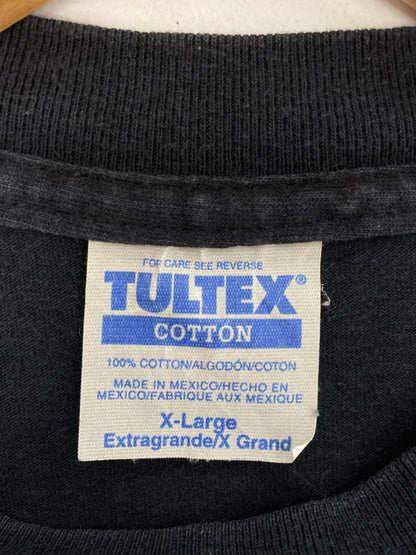 FOR CARE SEE REVERSE
TULTEX®
COTTON
100% COTTON/ALGODÓN/COTON
MADE IN MEXICO/HECHO EN
MÉXICO/FABRIQUE AUX MEXIQUE
X-Large
Extragrande/X Grand